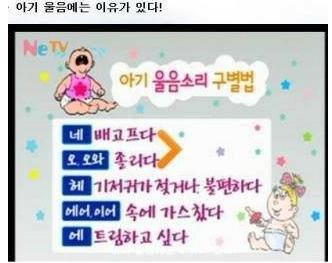 아기 울음에는 이유가 있다!
NeTV
아기 울음소리 구별법
네 배고프다
오, 오와 졸리다
헤 기저귀가 젖거나, 불편하다
에어, 이어 속에 가스찼다
에 트림하고 싶다